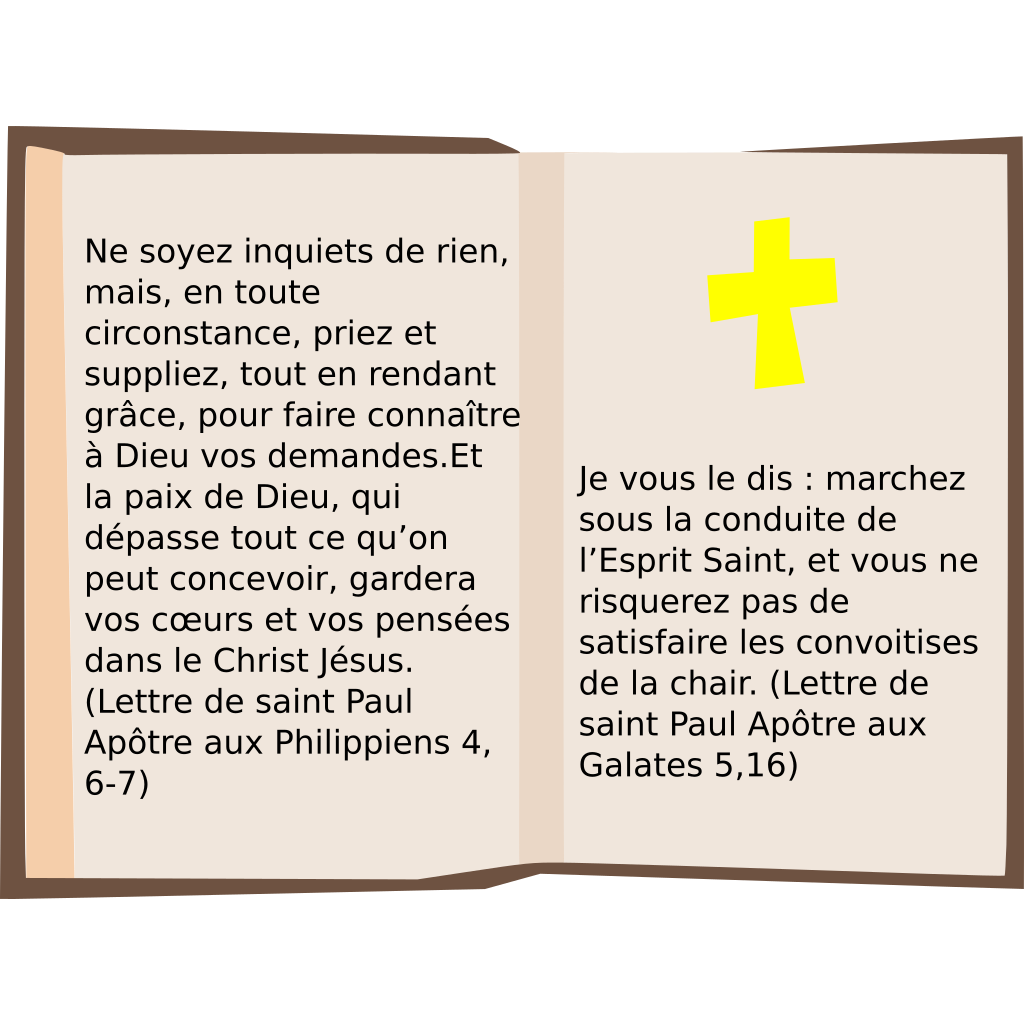 Ne soyez inquiets de rien,
mais, en toute
circonstance, priez et
suppliez, tout en rendant
grâce, pour faire connaître
à Dieu vos demandes.Et
la paix de Dieu, qui
dépasse tout ce qu’on
peut concevoir, gardera
vos cœurs et vos pensées
dans le Christ Jésus.
(Lettre de saint Paul
Apôtre aux Philippiens 4,
6-7)
Je vous le dis : marchez
sous la conduite de
l’Esprit Saint, et vous ne
risquerez pas de
satisfaire les convoitises
de la chair. (Lettre de
saint Paul Apôtre aux
Galates 5,16)